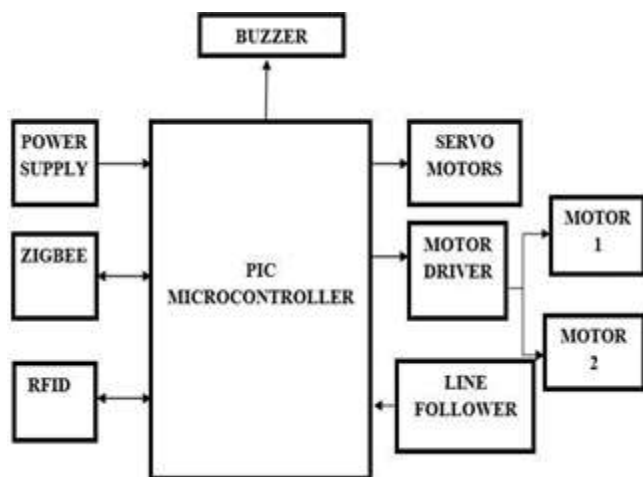 BUZZER
POWER
SUPPLY
SERVO
MOTORS
MOTOR
1
ZIGBEE
MOTOR
DRIVER
PIC
MICROCONTROLLER
MOTOR
2
RFID
LINE
FOLLOWER